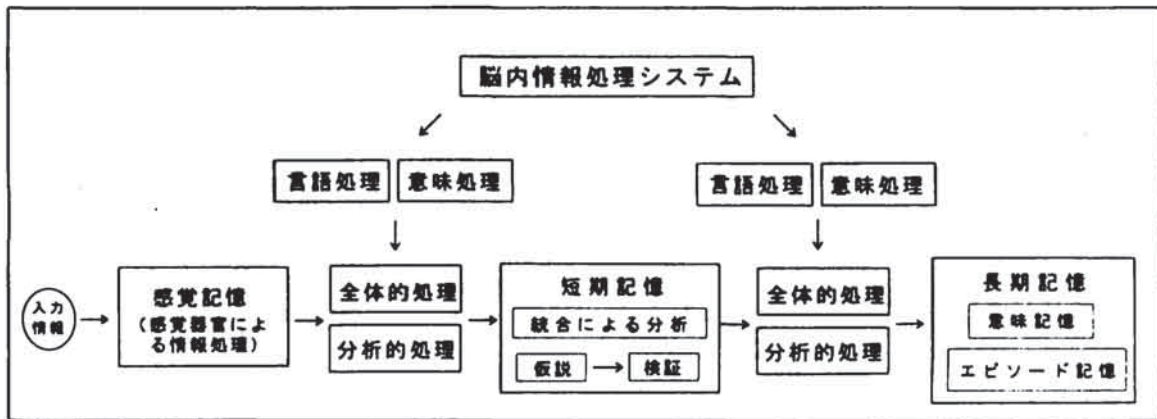 脳内情報処理システム
言語処理 意味処理
言語処理 意味処理
入力
情報
感覚記憶
(感覚器官によ
る情報処理)
全体的処理
分析的処理
短期記憶
統合による分析
仮説 → 検証
全体的処理
分析的処理
長期記憶
意味記憶
エピソード記憶